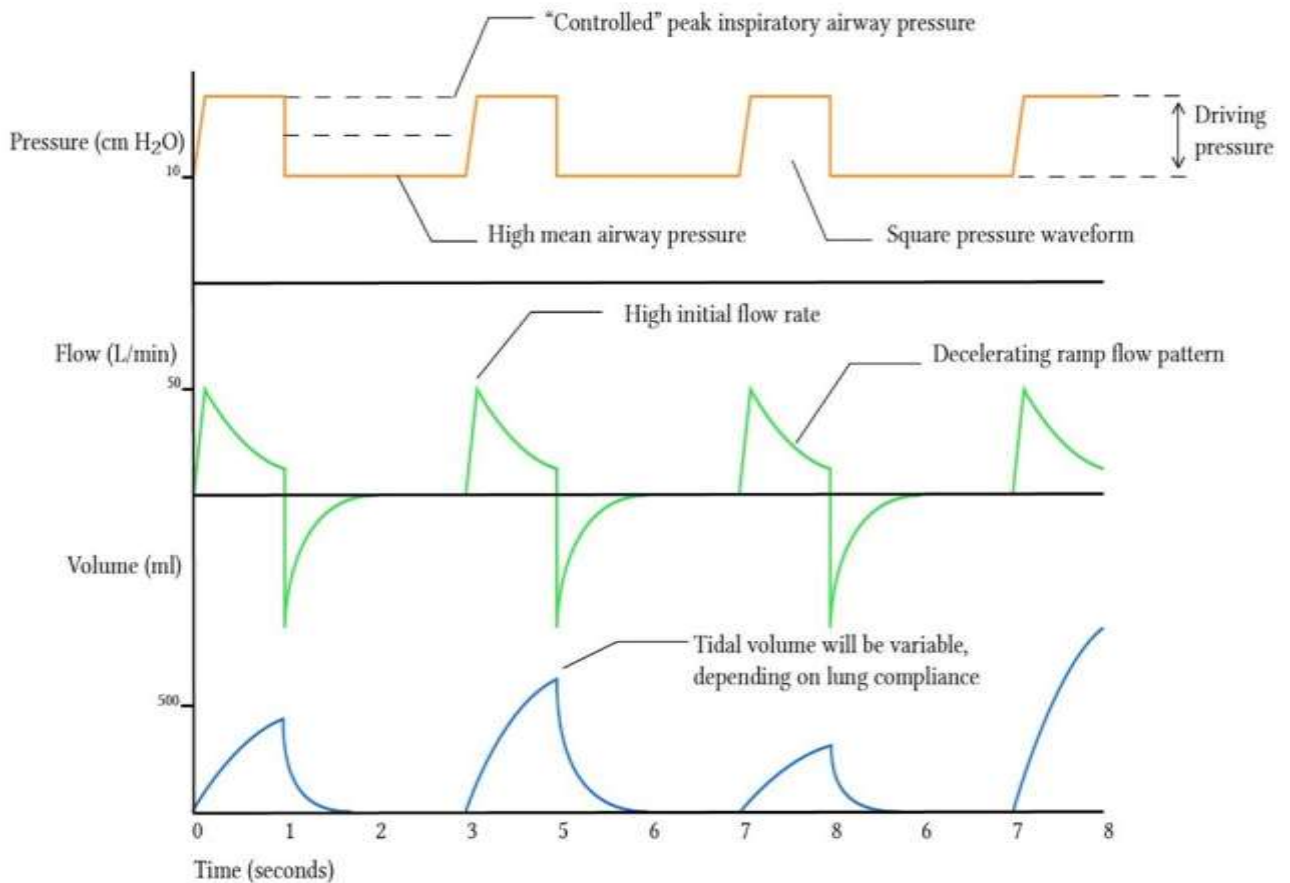 “Controlled” peak inspiratory airway pressure
Pressure (cm H2O)
Driving
pressure
10
High mean airway pressure
Square pressure waveform
High initial flow rate
Flow (L/min)
Decelerating ramp flow pattern
50
Volume (ml)
Tidal volume will be variable,
depending on lung compliance
500
0 1 2 3 5 6 7 8 6 7 8
Time (seconds)